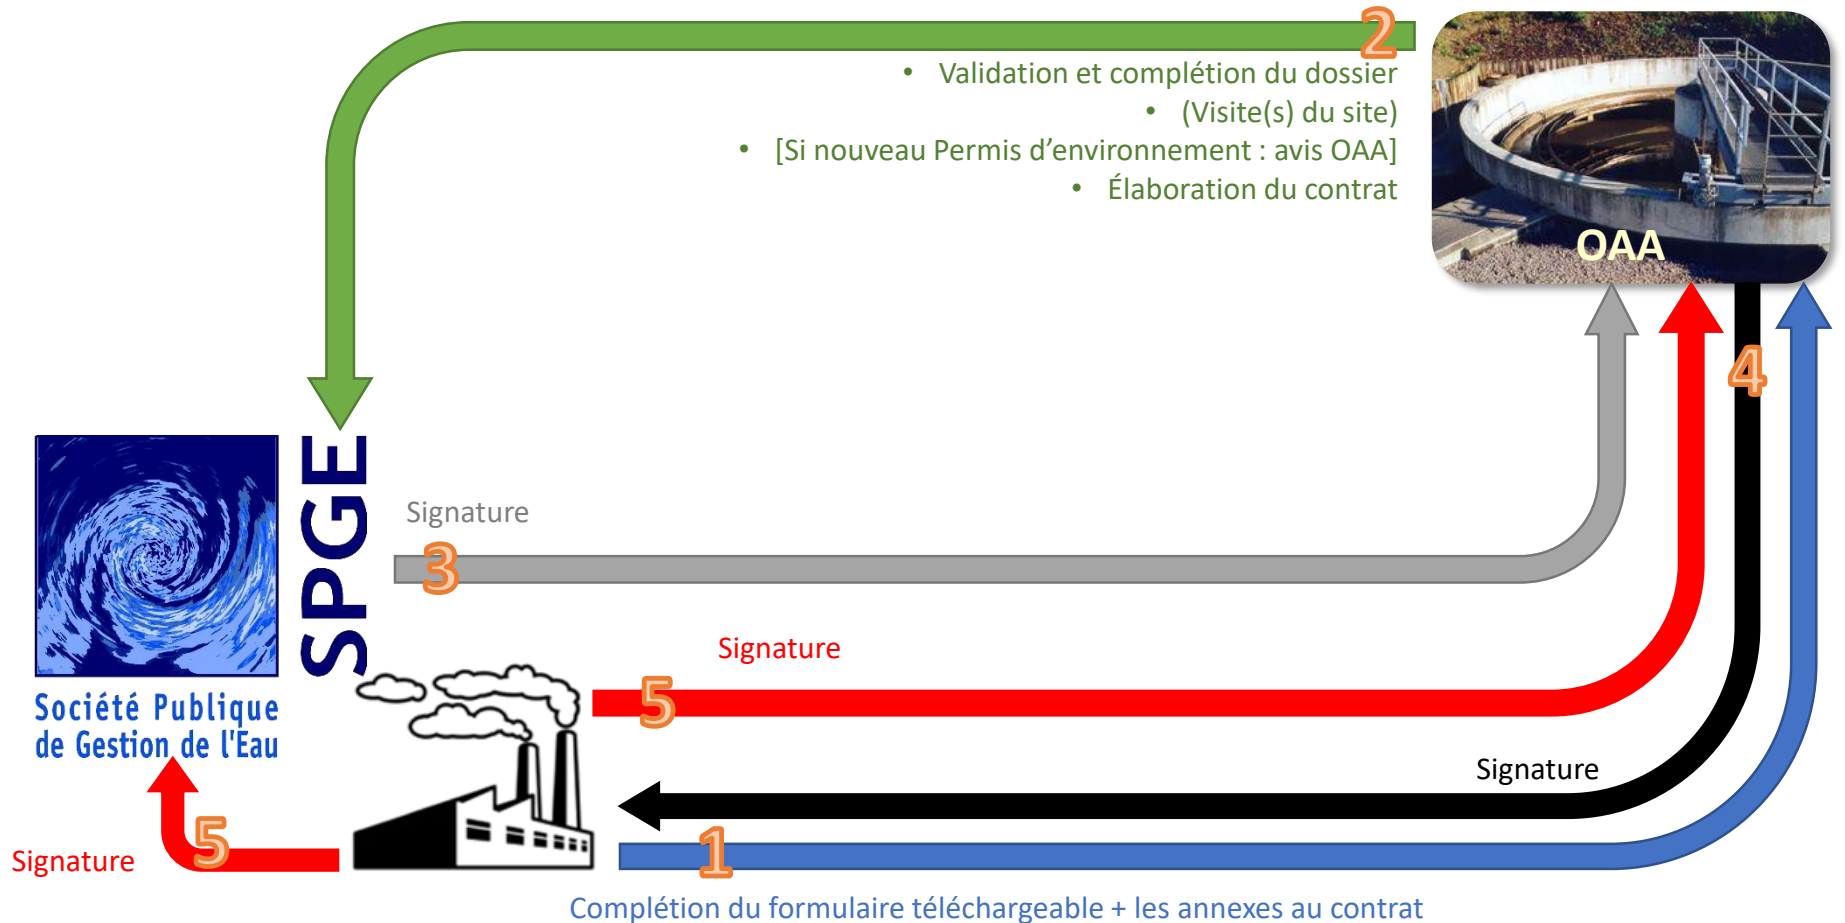 2
• Validation et complétion du dossier
• (Visite(s) du site)
• [Si nouveau Permis d’environnement : avis OAA]
• Élaboration du contrat
OAA
4
SPGE
Signature
3
Société Publique
de Gestion de l'Eau
Signature
5
Signature
5
Signature
1
Complétion du formulaire téléchargeable + les annexes au contrat